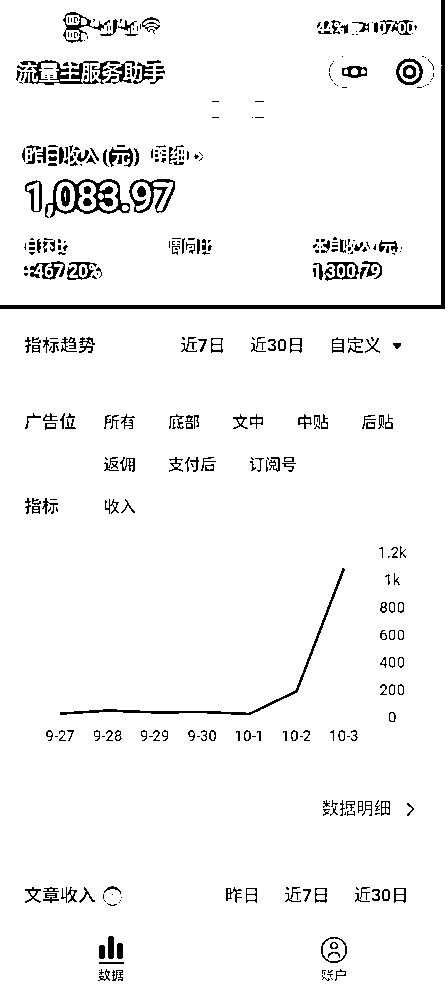 44% 07:00
流量主服务助手
昨日收入(元) 明细 >
1,083.97
日环比 周同比 本月收入(元)
+467.20% 1,300.79
指标趋势 近7日 近30日 自定义
广告位 所有 底部 文中 中贴 后贴
返佣 支付后 订阅号
指标 收入
1.2k
1k
800
600
400
200
0
9-27 9-28 9-29 9-30 10-1 10-2 10-3
数据明细 >
文章收入 昨日 近7日 近30日
数据 账户